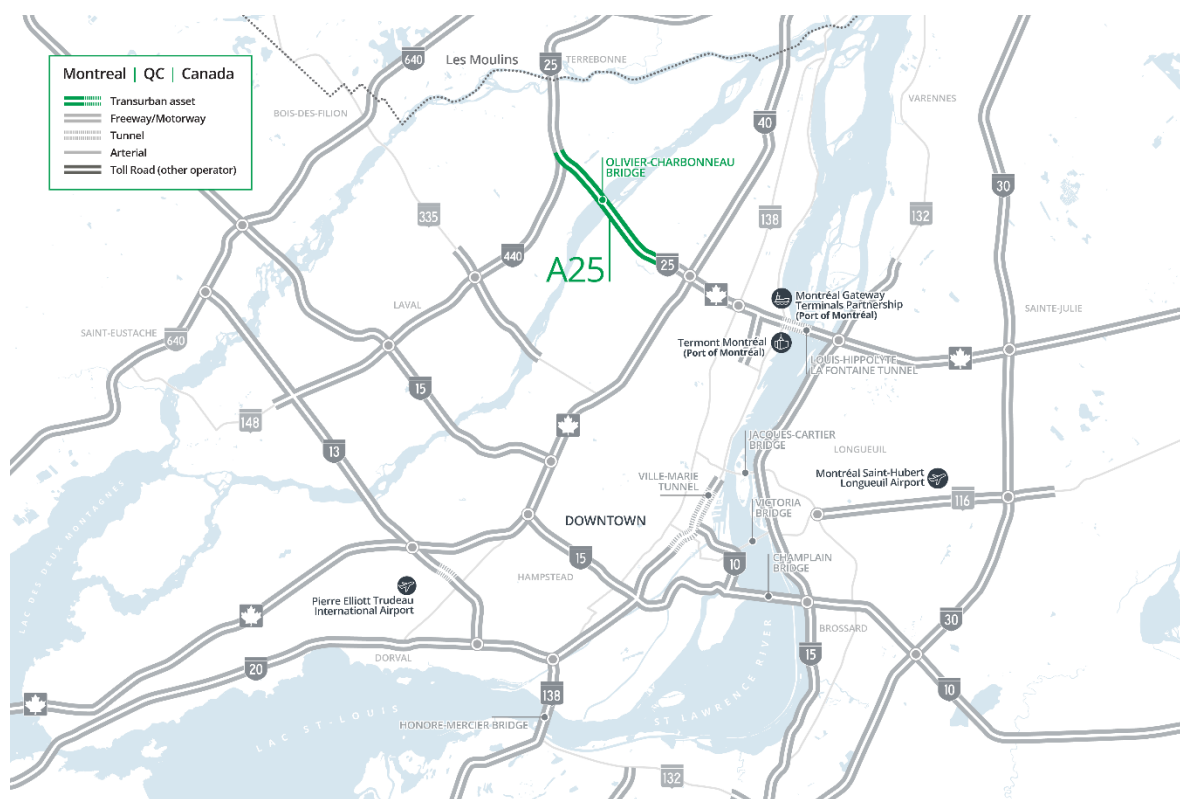 Montreal | QC | Canada
Transurban asset
Freeway/Motorway
Tunnel
Arterial
Toll Road (other operator)
640
Les Moulins
25
TERREBONNE
BOIS-DES-FILION
VARENNES
40
OLIVIER-CHARBONNEAU
BRIDGE
30
335
138
132
440
A25
25
Montréal Gateway
Terminals Partnership
(Port of Montréal)
LAVAL
SAINTE-JULIE
SAINT-EUSTACHE
640
Termont Montréal
(Port of Montréal)
LOUIS-HIPPOLYTE
LA FONTAINE TUNNEL
15
148
13
JACQUES-CARTIER
BRIDGE
LONGUEUIL
VILLE-MARIE
TUNNEL
Montréal Saint-Hubert
Longueuil Airport
116
VICTORIA
BRIDGE
DOWNTOWN
LAC DES DEUX MONTAGNES
15
10
CHAMPLAIN
BRIDGE
HAMPSTEAD
Pierre Elliott Trudeau
International Airport
30
BROSSARD
15
DORVAL
20
10
138
ST LAWRENCE RIVER
HONORE-MERCIER-BRIDGE
LAC ST-LOUIS
132